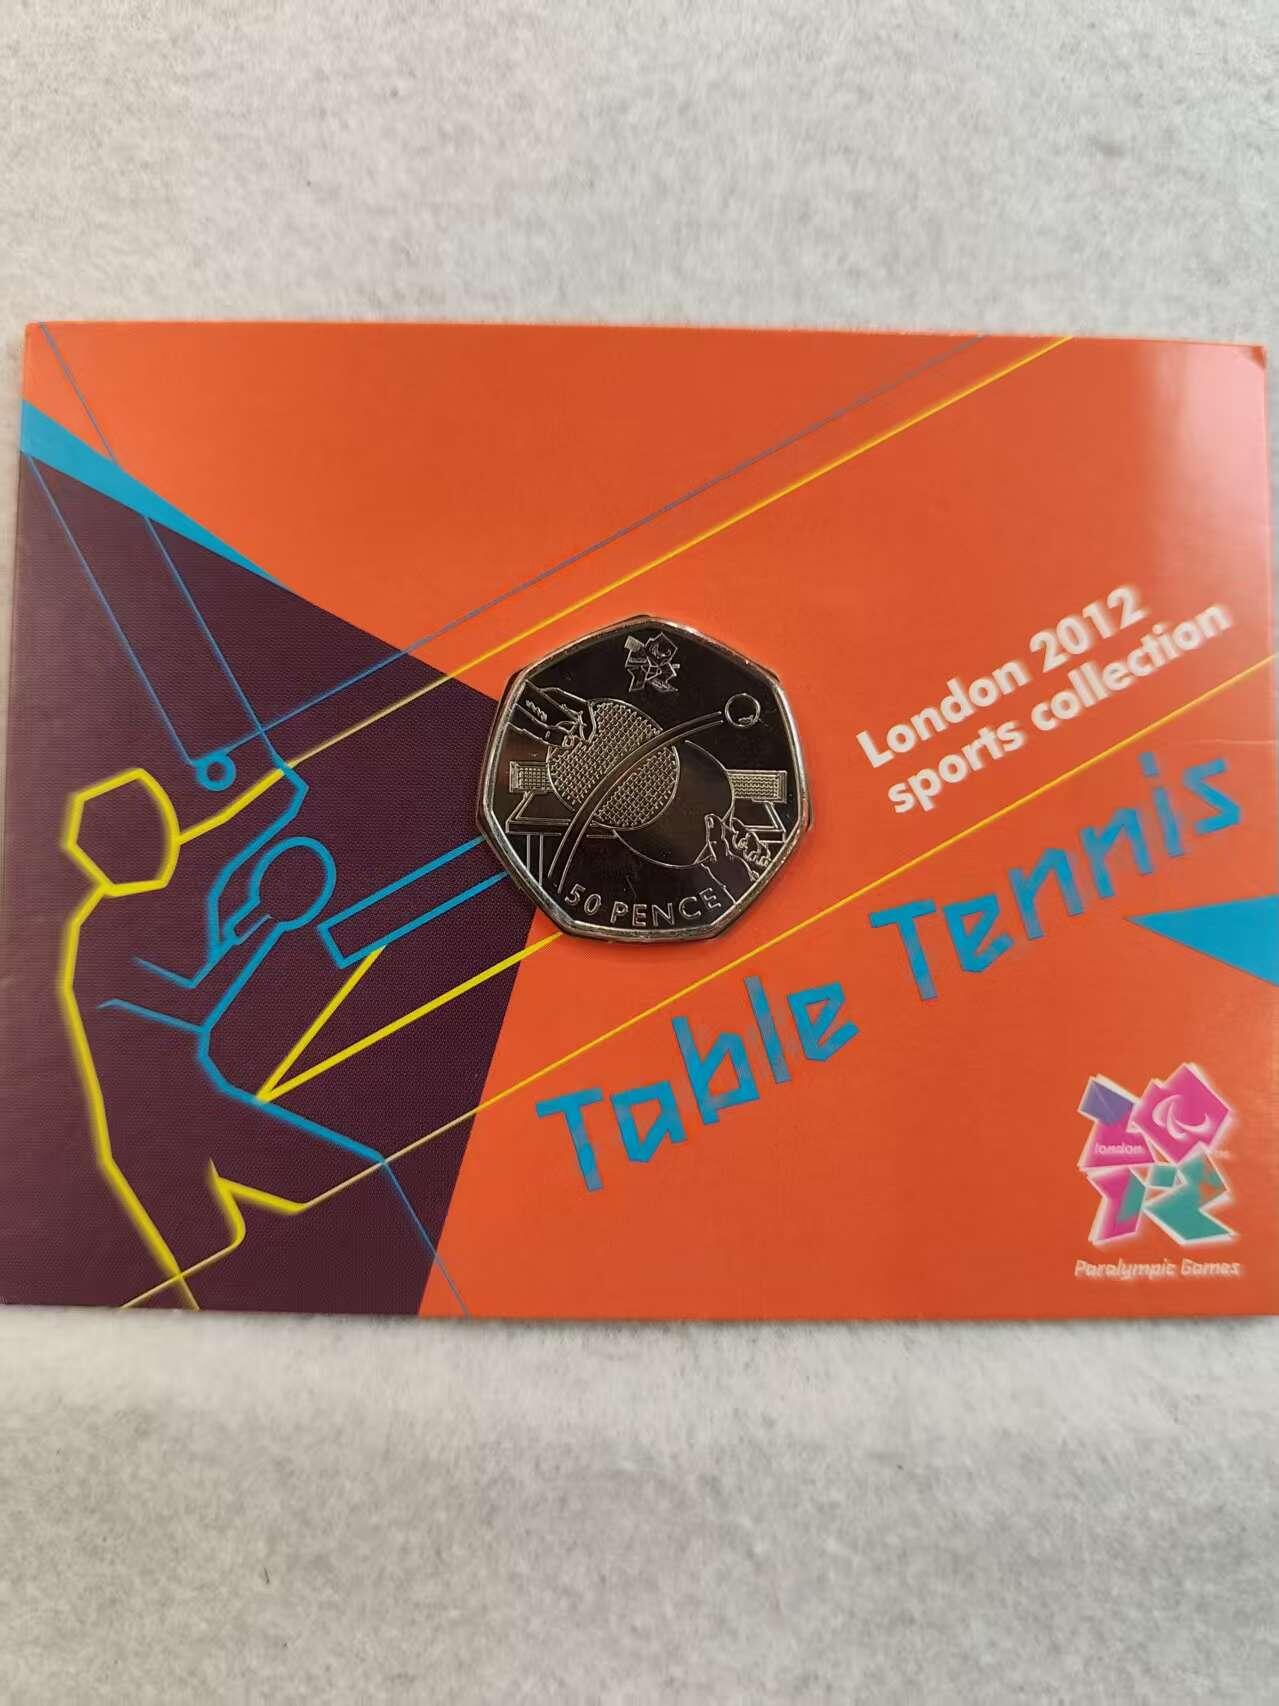 London 2012
sports collection
Table Tennis
50 PENCE
london
Paralympic Games